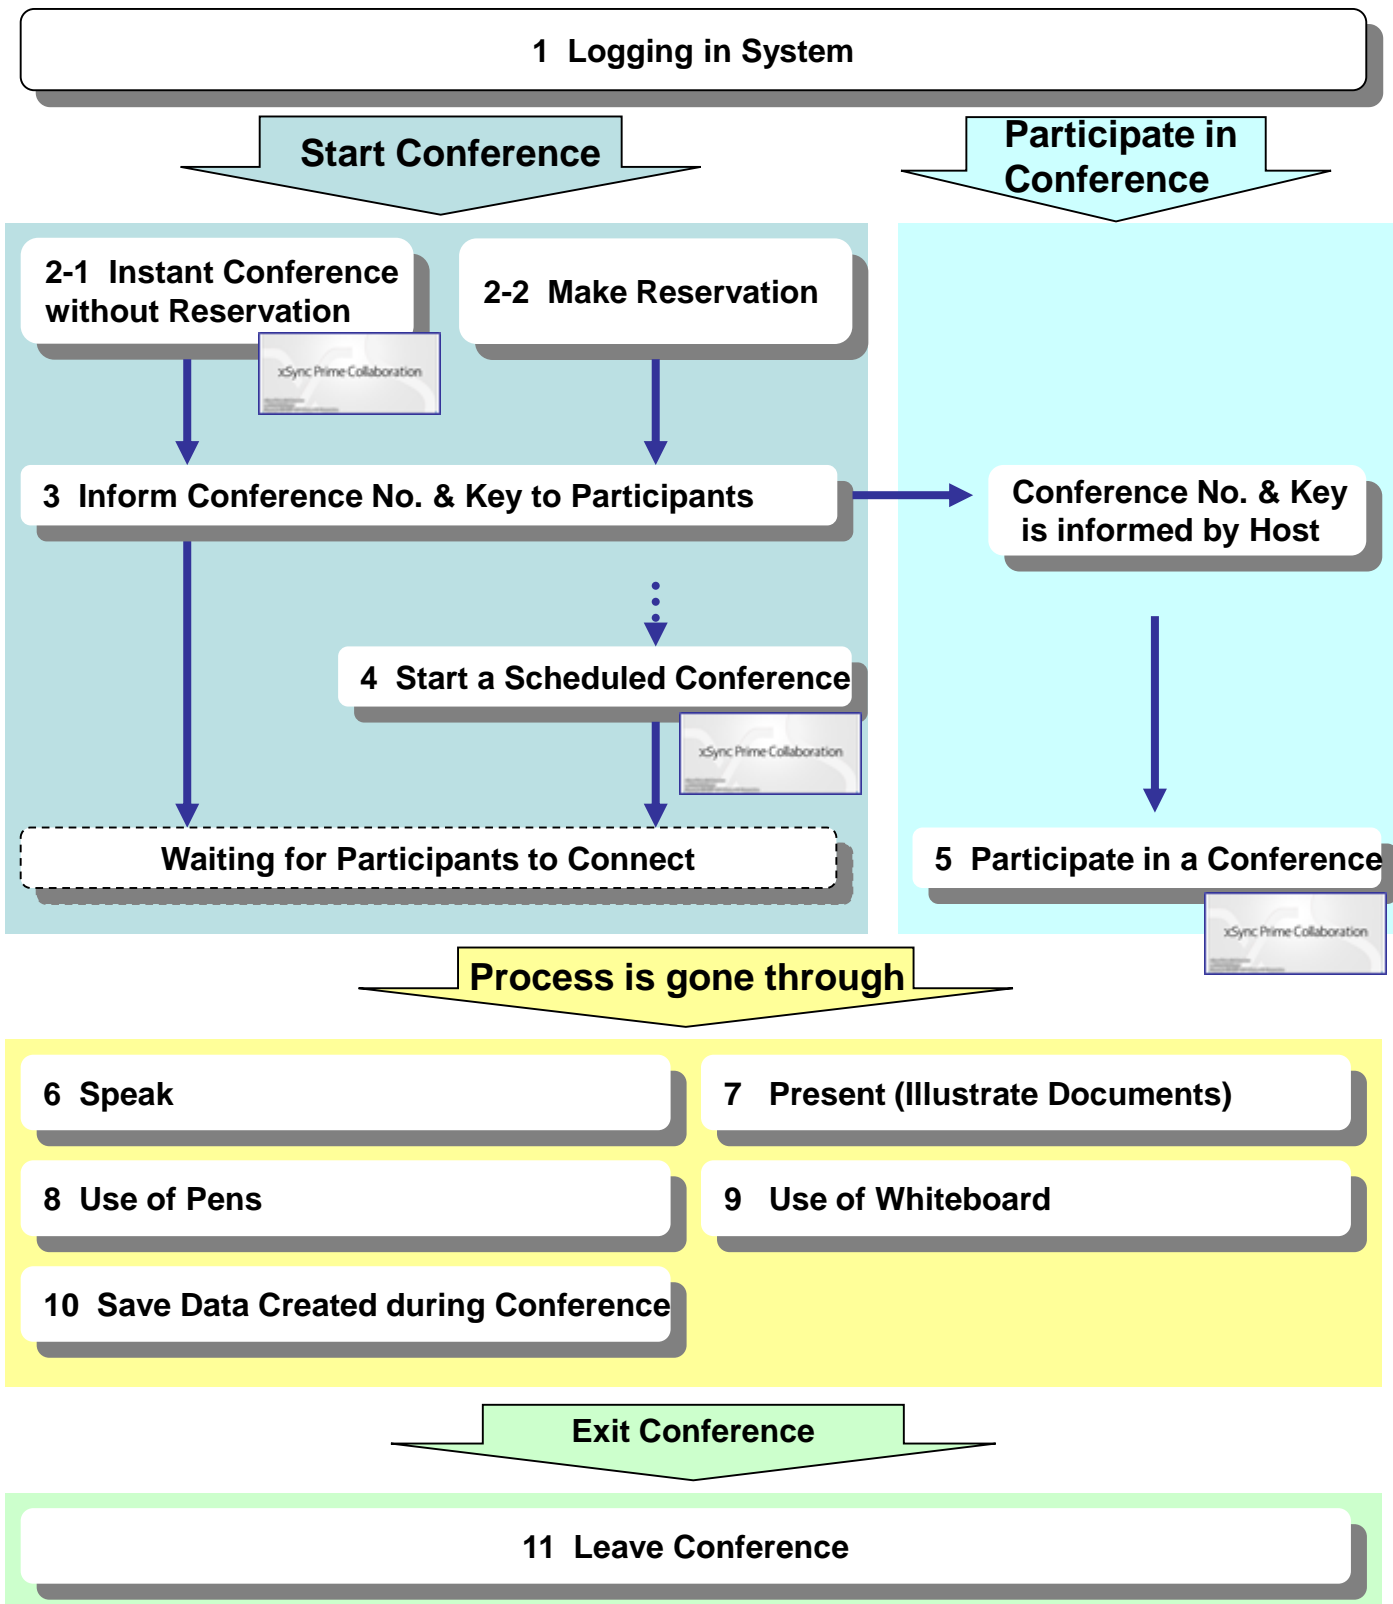 1  Logging in System
Start Conference
Participate in
Conference
2-1  Instant Conference
without Reservation
2-2  Make Reservation
xSync Prime Collaboration
3  Inform Conference No. & Key to Participants
Conference No. & Key
is informed by Host
4  Start a Scheduled Conference
xSync Prime Collaboration
Waiting for Participants to Connect
5  Participate in a Conference
xSync Prime Collaboration
Process is gone through
6  Speak
7   Present (Illustrate Documents)
8  Use of Pens
9   Use of Whiteboard
10  Save Data Created during Conference
Exit Conference
11  Leave Conference